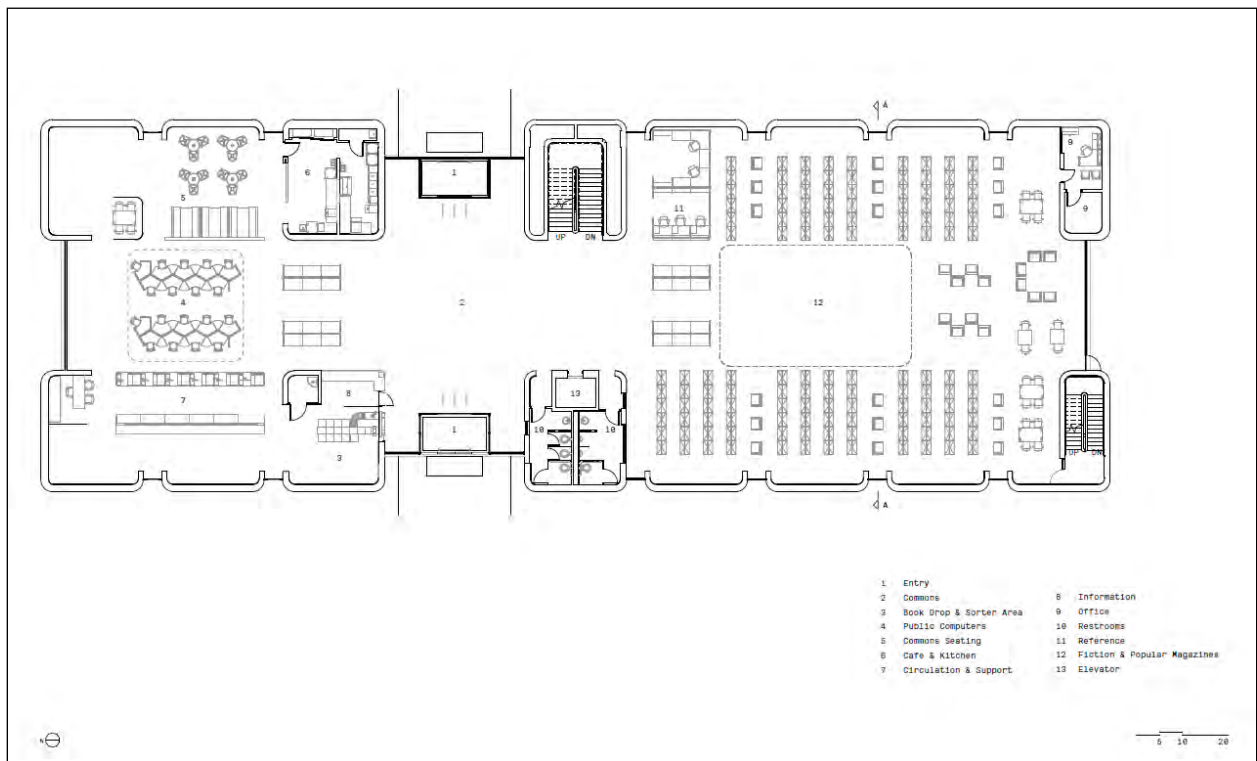 A
1
5
6
11
9
9
UP DN
4
2
12
7
8
13
3
1
10
10
UP DN
A
1 Entry
2 Commons
3 Book Drop & Sorter Area
4 Public Computers
5 Commons Seating
6 Cafe & Kitchen
7 Circulation & Support
8 Information
9 Office
10 Restrooms
11 Reference
12 Fiction & Popular Magazines
13 Elevator
N
5 10 20